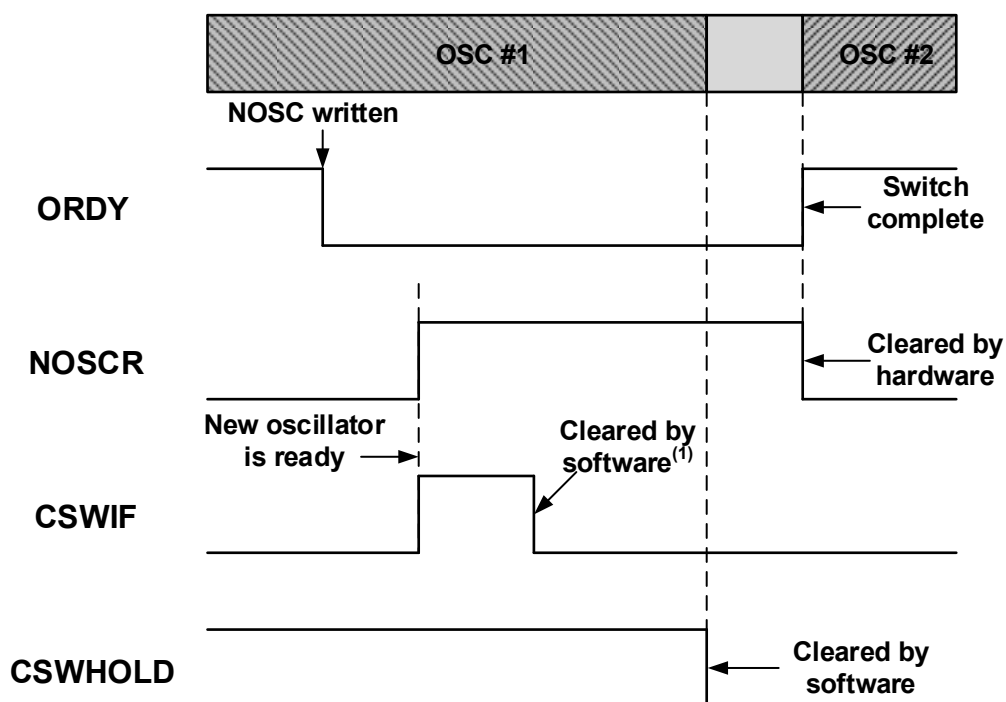 OSC #1
OSC #2
NOSC written
ORDY
Switch
complete
NOSCR
Cleared by
hardware
New oscillator
is ready
Cleared by
software(1)
CSWIF
CSWHOLD
Cleared by
software